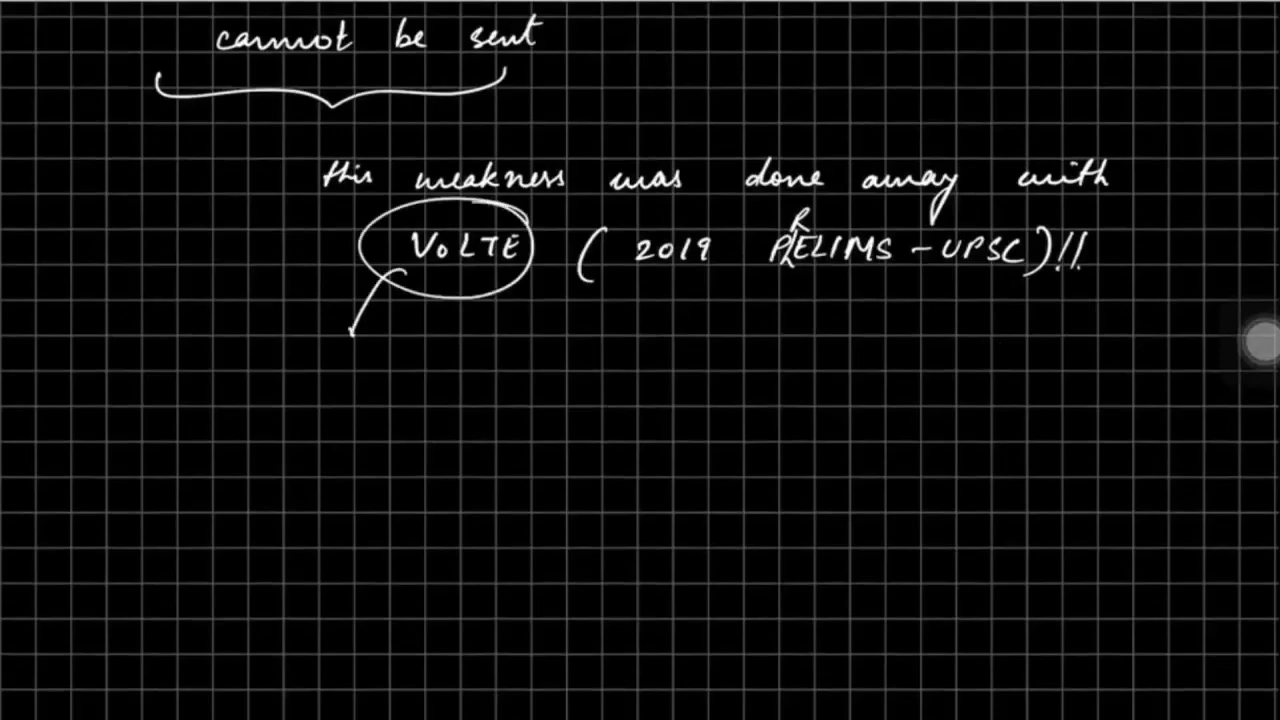 cannot be sent
this weakness was done away with
VoLTE ( 2019 PRELIMS - UPSC)!!